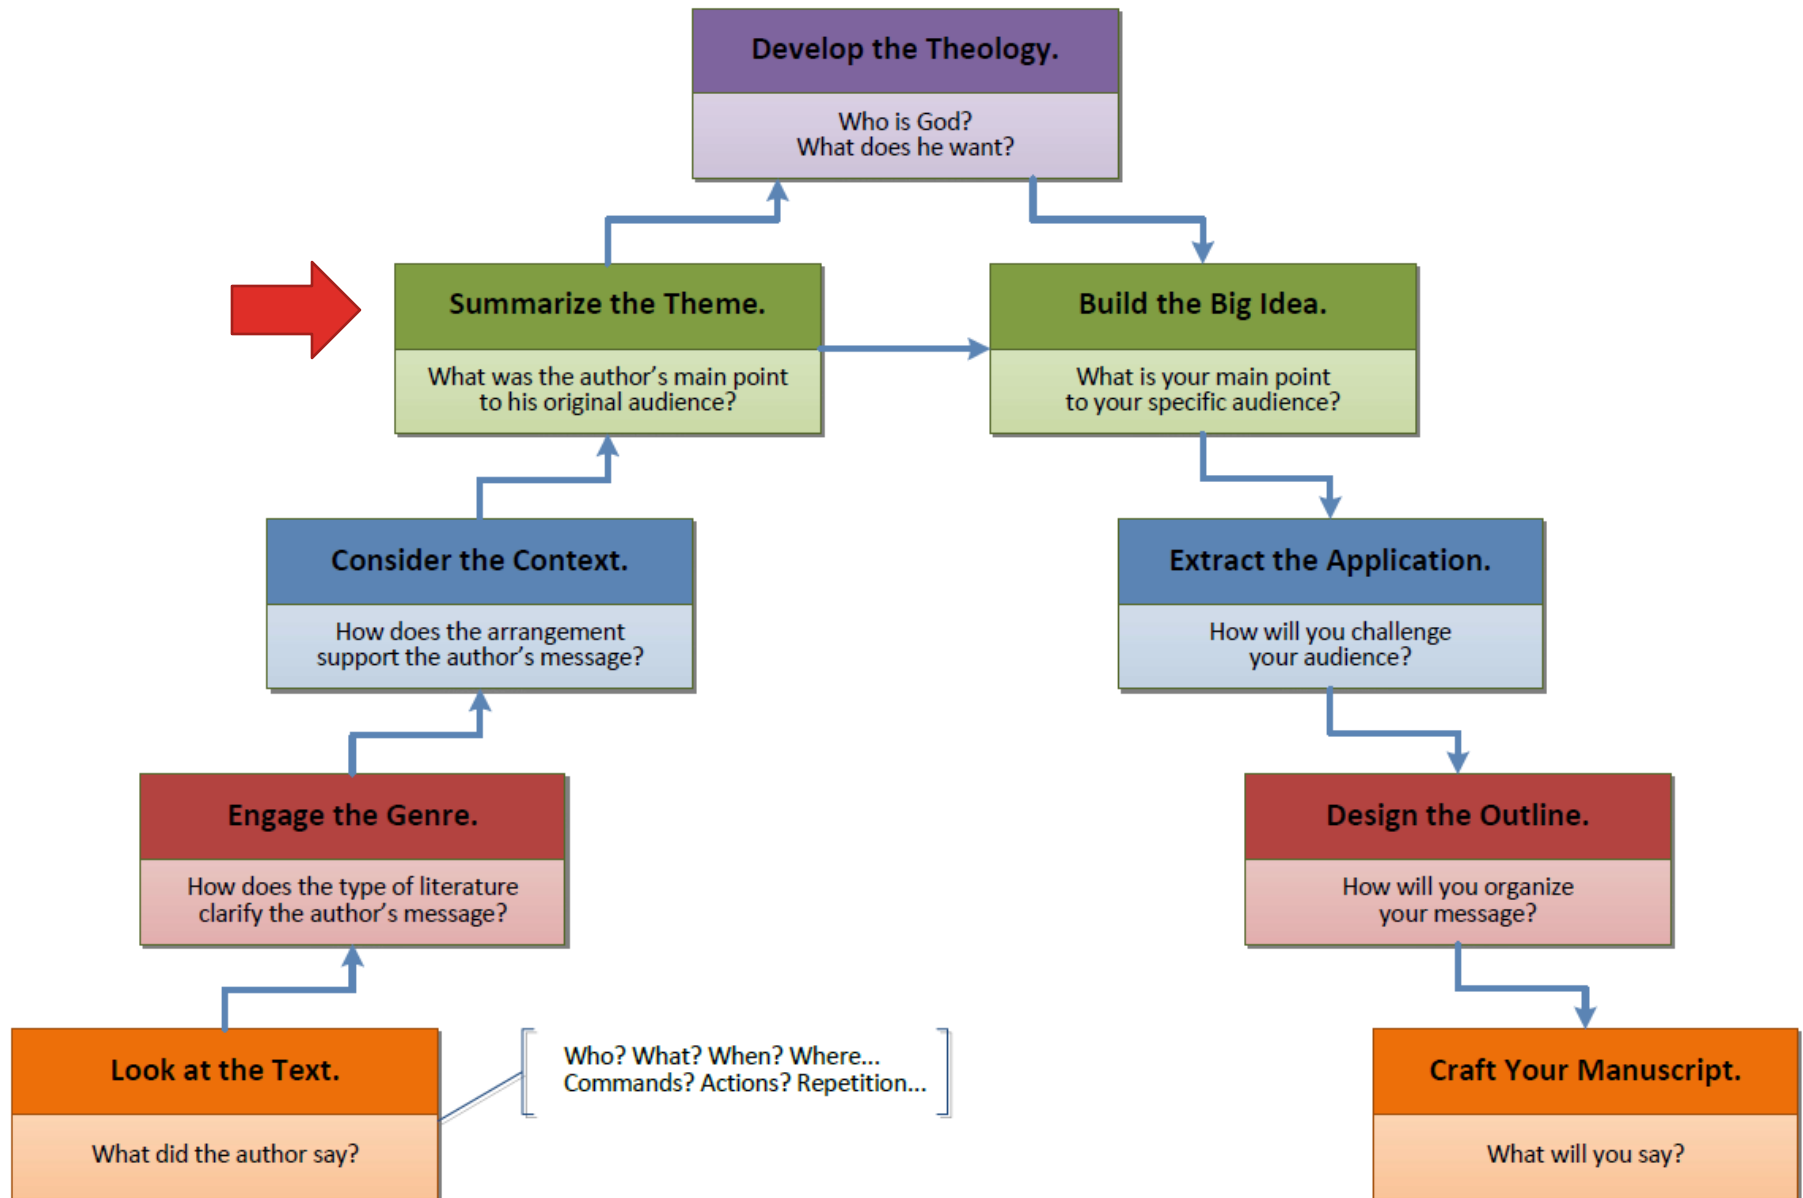 Develop the Theology.
Who is God?
What does he want?
Summarize the Theme.
What was the author's main point
to his original audience?
Build the Big Idea.
What is your main point
to your specific audience?
Consider the Context.
How does the arrangement
support the author's message?
Extract the Application.
How will you challenge
your audience?
Engage the Genre.
How does the type of literature
clarify the author's message?
Design the Outline.
How will you organize
your message?
Look at the Text.
What did the author say?
Who? What? When? Where...
Commands? Actions? Repetition...
Craft Your Manuscript.
What will you say?